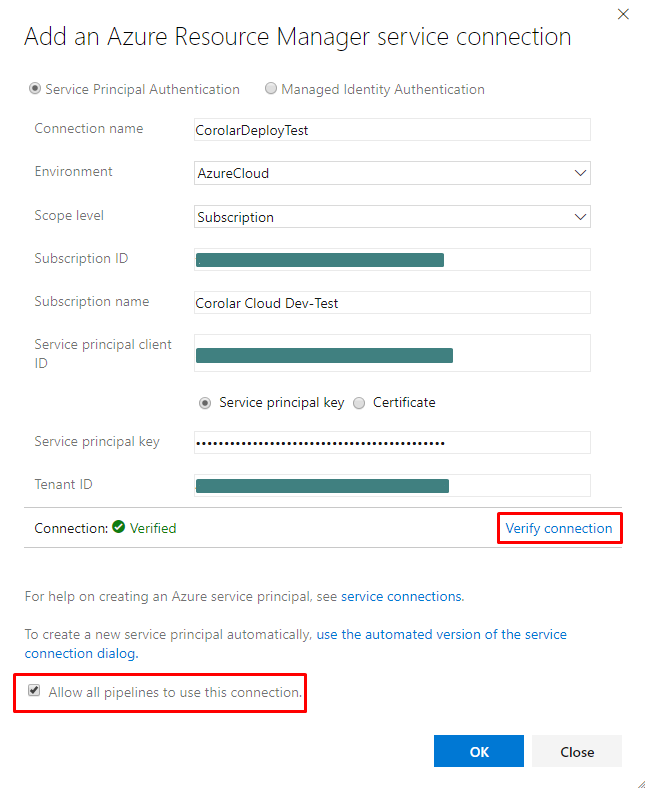 Add an Azure Resource Manager service connection
Service Principal Authentication Managed Identity Authentication
Connection name CorolarDeployTest
Environment AzureCloud
Scope level Subscription
Subscription ID
Subscription name Corolar Cloud Dev-Test
Service principal client
ID
Service principal key Certificate
Service principal key ••••••••••••••••••••••••••••••••••••••••••••
Tenant ID
Connection: Verified Verify connection
For help on creating an Azure service principal, see service connections.
To create a new service principal automatically, use the automated version of the service
connection dialog.
Allow all pipelines to use this connection.
OK Close